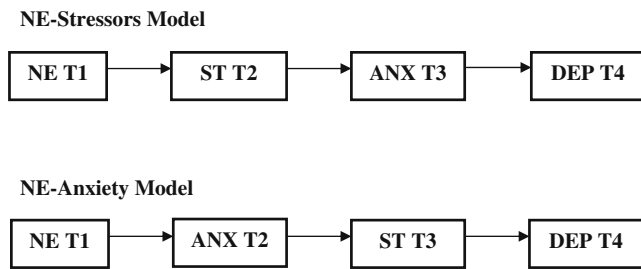 NE-Stressors Model
NE T1 ST T2 ANX T3 DEP T4
NE-Anxiety Model
NE T1 ANX T2 ST T3 DEP T4